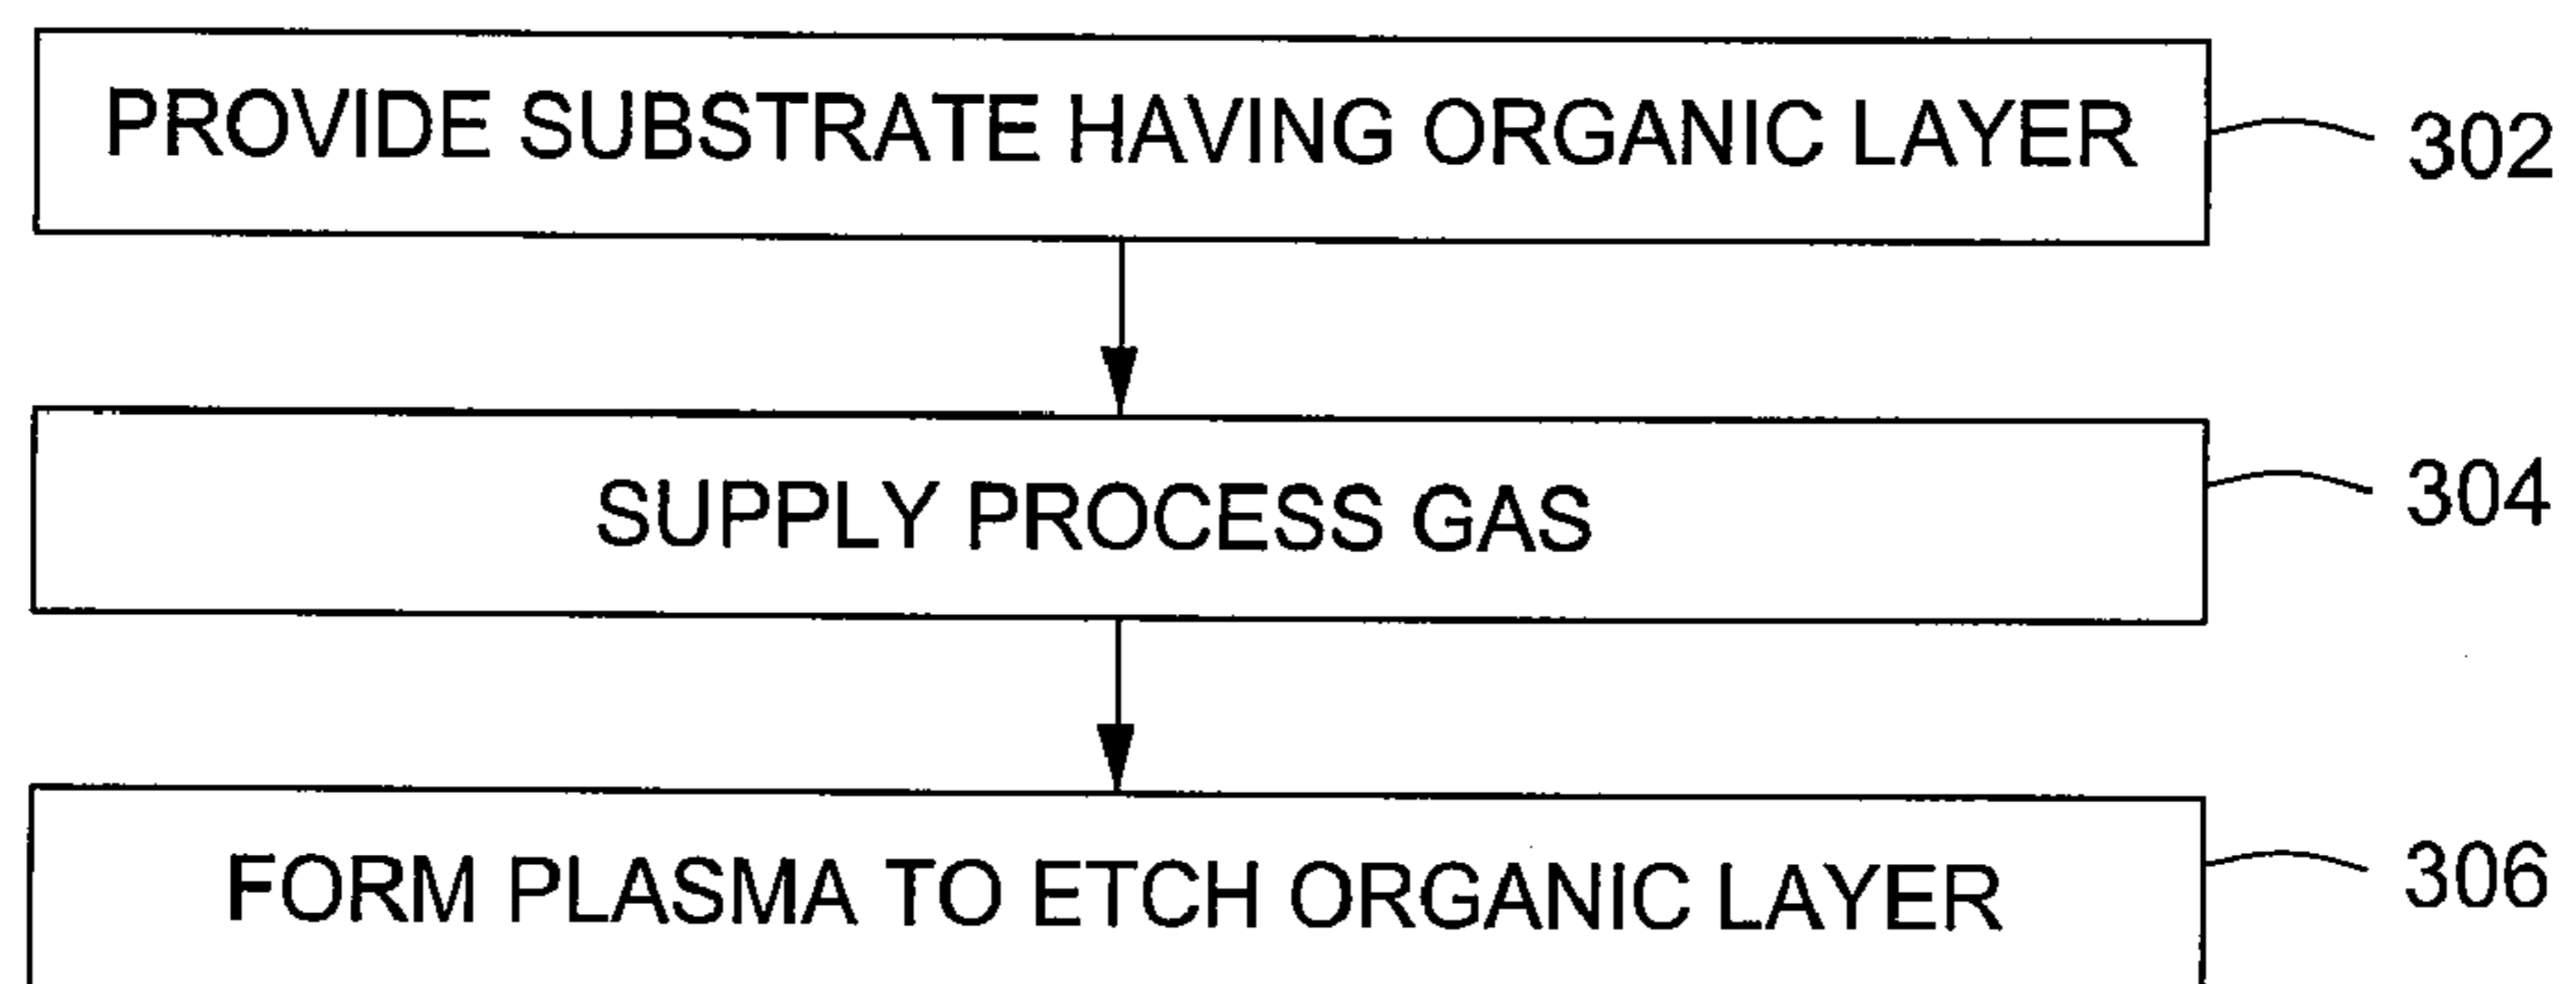 PROVIDE SUBSTRATE HAVING ORGANIC LAYER
302
SUPPLY PROCESS GAS
304
FORM PLASMA TO ETCH ORGANIC LAYER
306